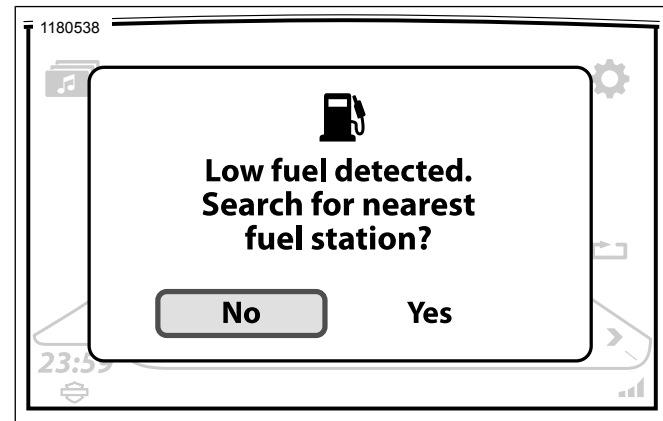 1180538
Low fuel detected.
Search for nearest
fuel station?
No Yes
23:59